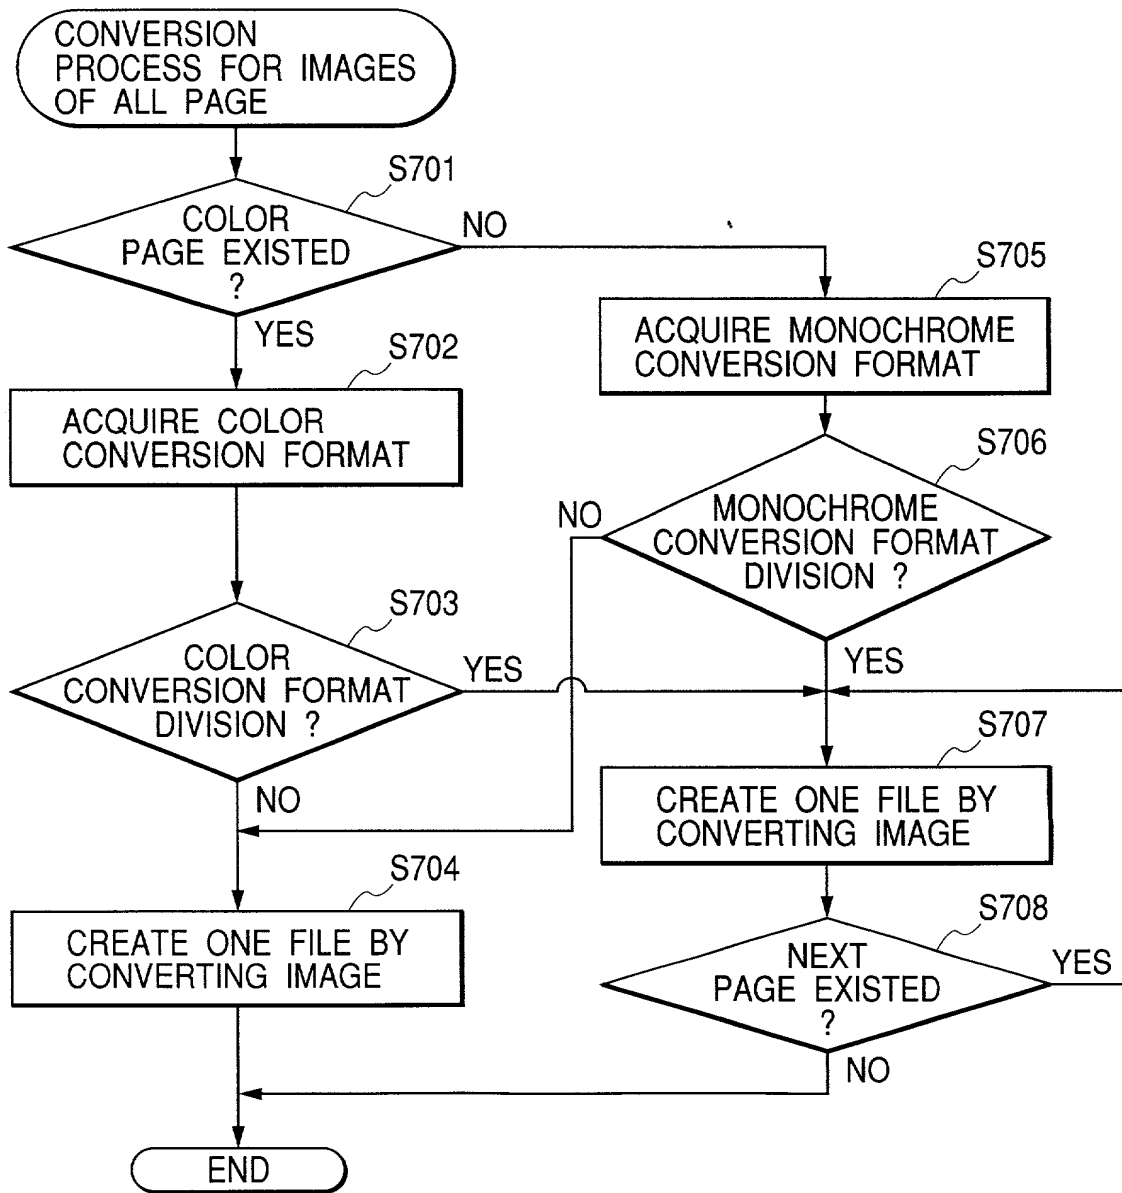 CONVERSION
PROCESS FOR IMAGES
OF ALL PAGE
S701
COLOR
PAGE EXISTED
?
NO
YES
S705
ACQUIRE MONOCHROME
CONVERSION FORMAT
S702
ACQUIRE COLOR
CONVERSION FORMAT
S706
MONOCHROME
CONVERSION FORMAT
DIVISION ?
NO
YES
S703
COLOR
CONVERSION FORMAT
DIVISION ?
YES
NO
S707
CREATE ONE FILE BY
CONVERTING IMAGE
S704
CREATE ONE FILE BY
CONVERTING IMAGE
S708
NEXT
PAGE EXISTED
?
YES
NO
END